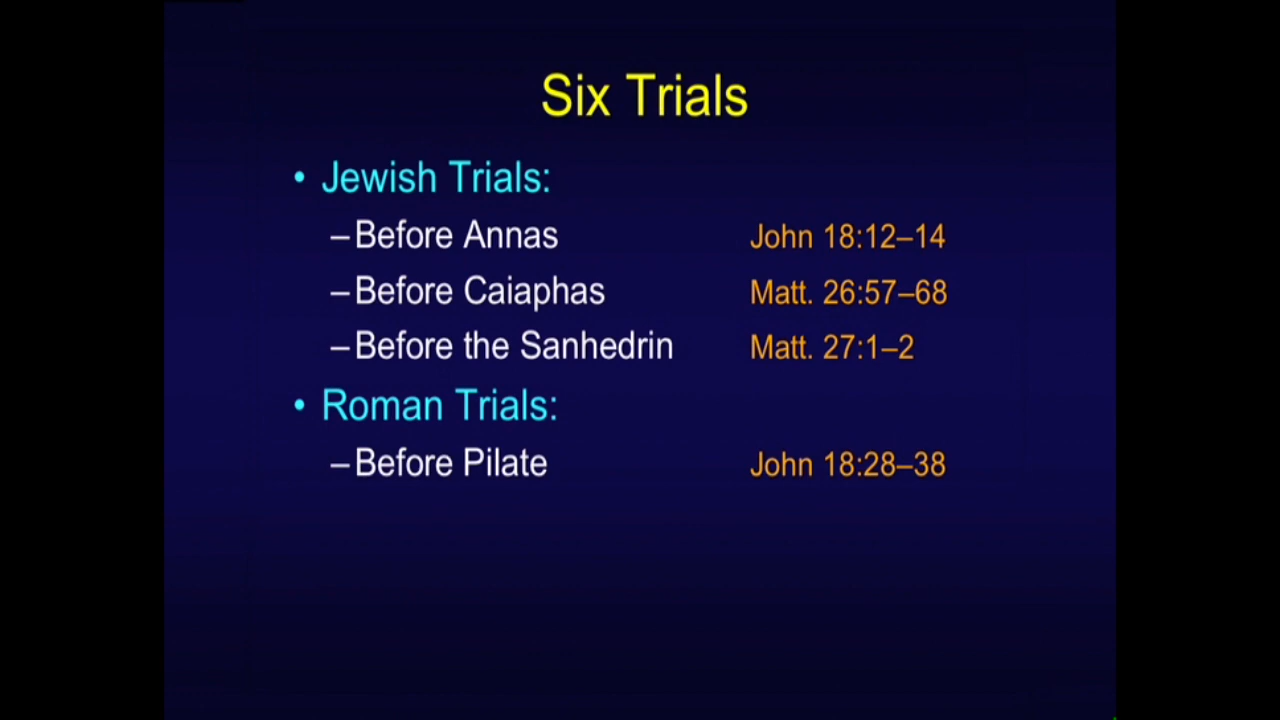 Six Trials
• Jewish Trials:
–Before Annas John 18:12–14
–Before Caiaphas Matt. 26:57–68
–Before the Sanhedrin Matt. 27:1–2
• Roman Trials:
–Before Pilate John 18:28–38